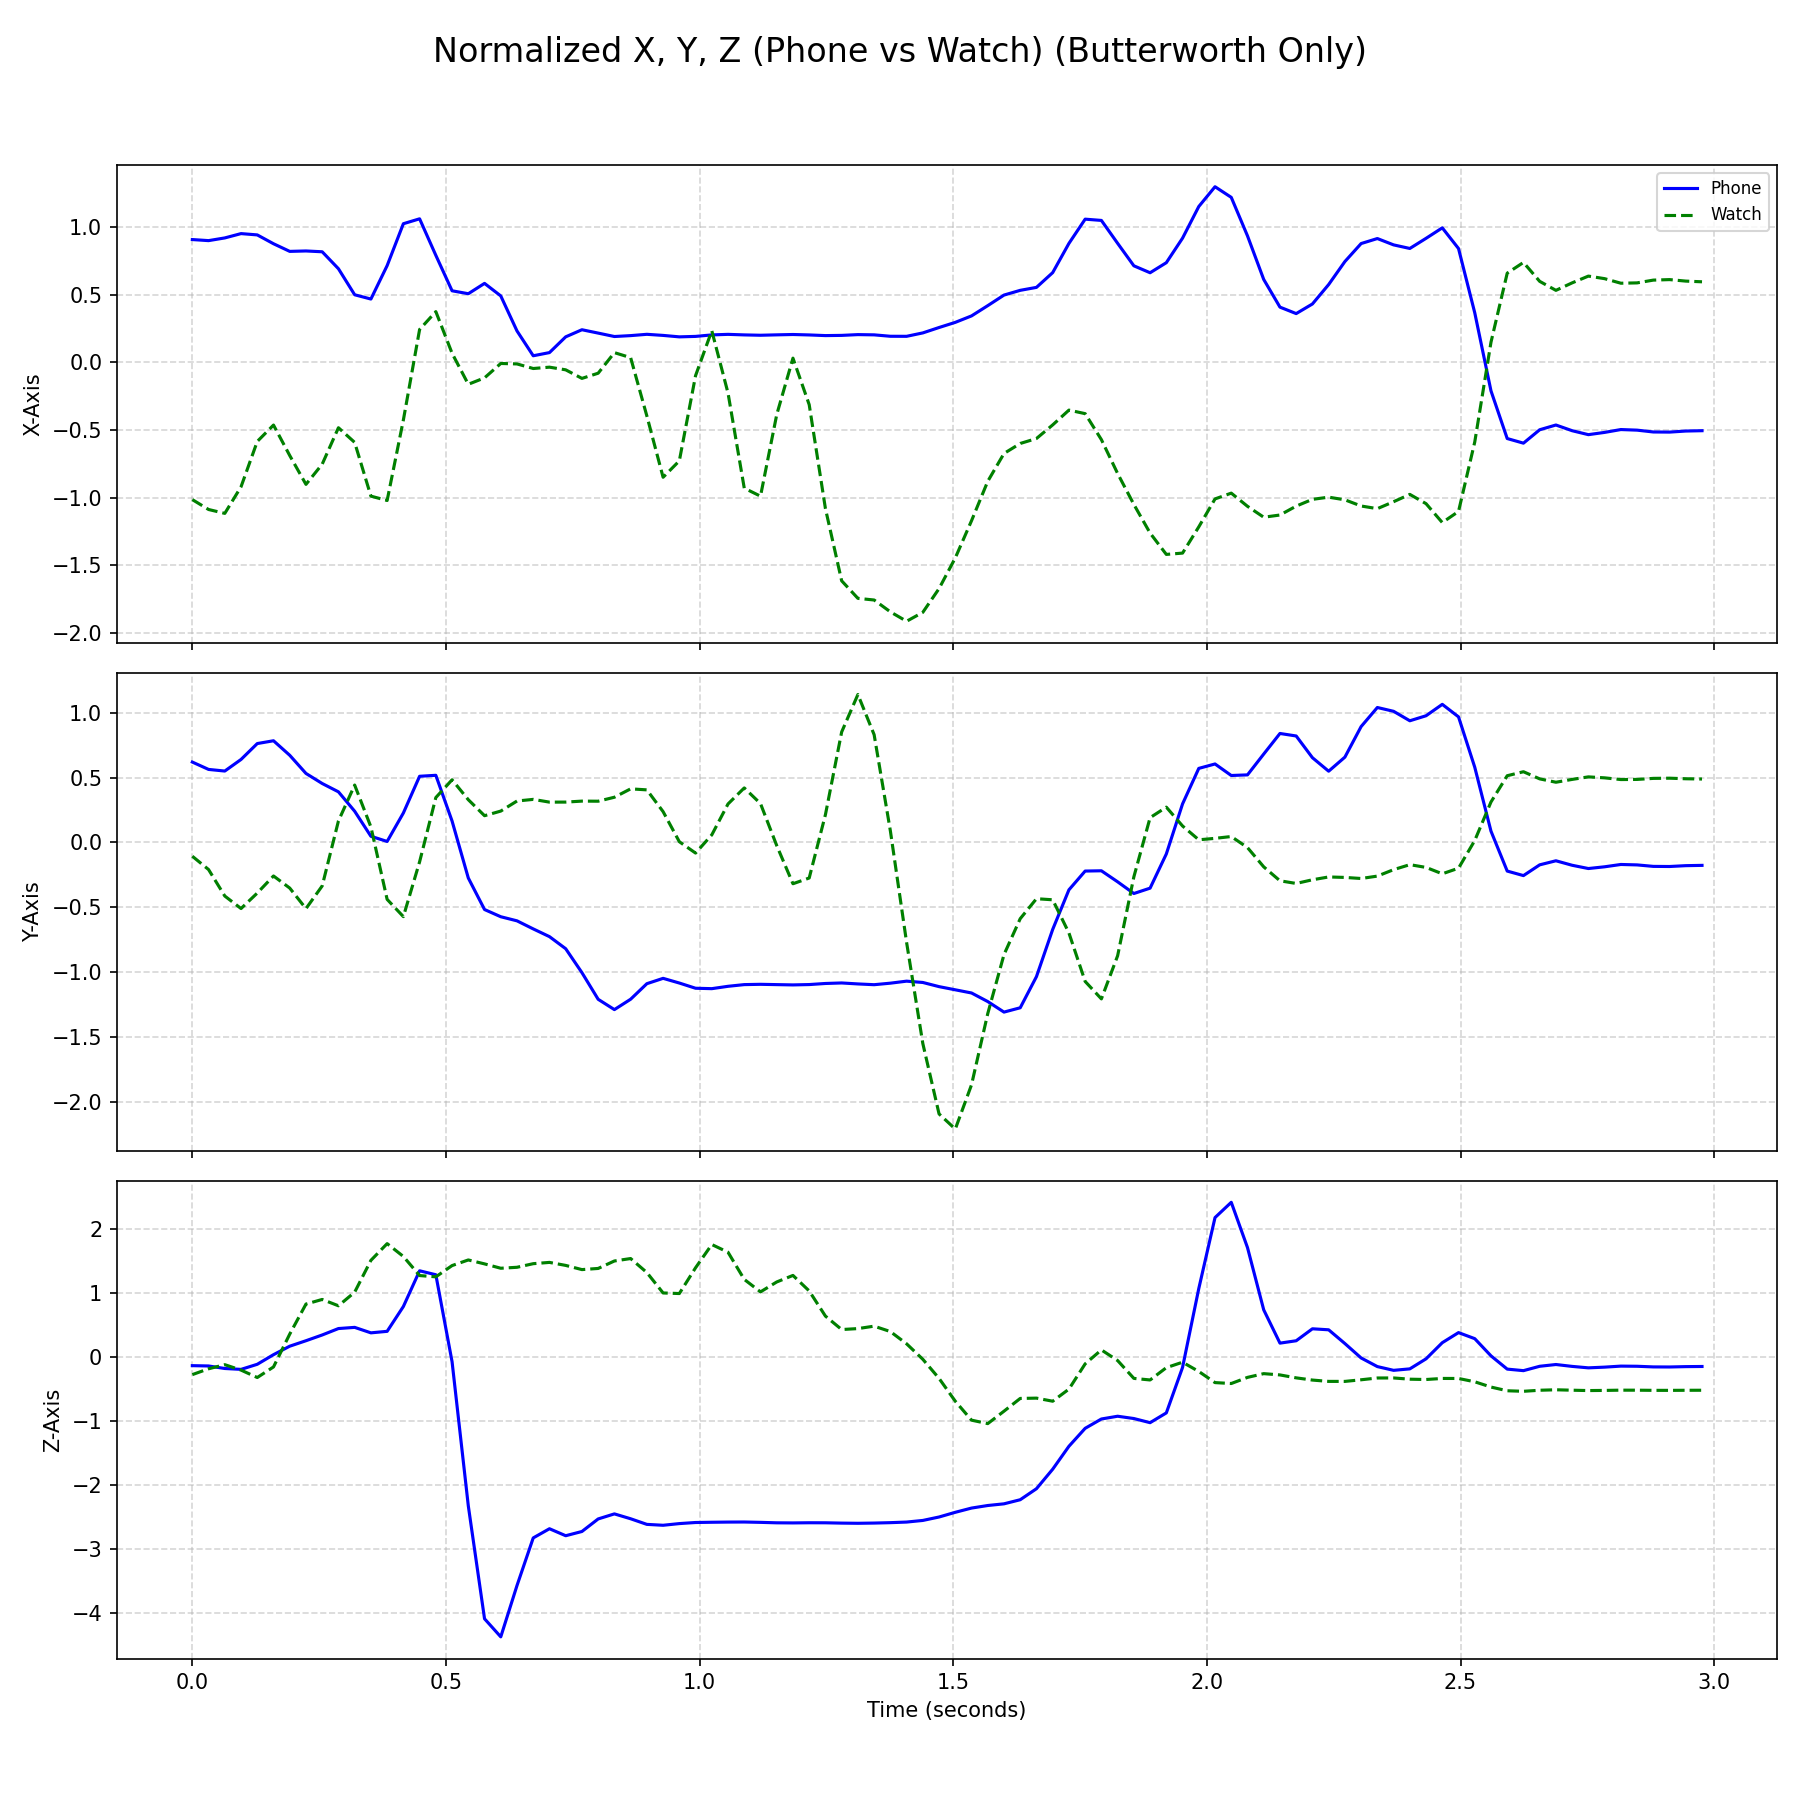 Normalized X, Y, Z (Phone vs Watch) (Butterworth Only)
Phone
Watch
1.0
0.5
0.0
−0.5
−1.0
−1.5
−2.0
X-Axis
1.0
0.5
0.0
−0.5
−1.0
−1.5
−2.0
Y-Axis
2
1
0
−1
−2
−3
−4
Z-Axis
0.0 0.5 1.0 1.5 2.0 2.5 3.0
Time (seconds)